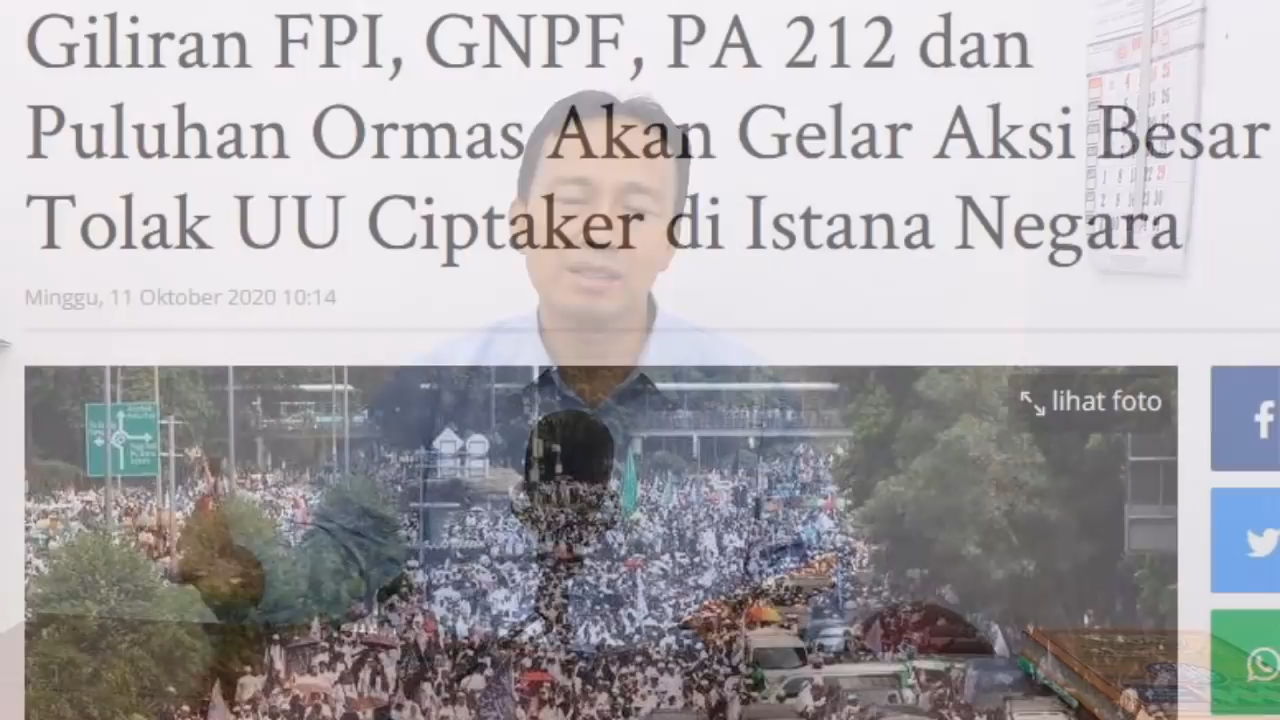 Giliran FPI, GNPF, PA 212 dan
Puluhan Ormas Akan Gelar Aksi Besar
Tolak UU Ciptaker di Istana Negara
Minggu, 11 Oktober 2020 10:14
lihat foto